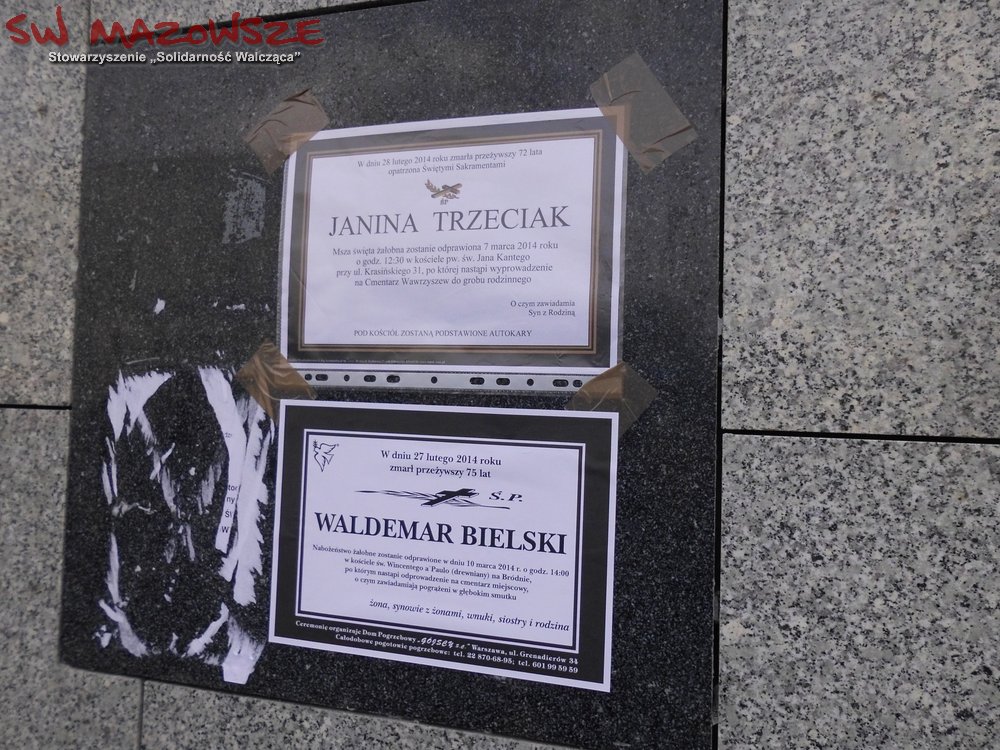 SW MAZOWSZE
Stowarzyszenie „Solidarność Walcząca”
W dniu 28 lutego 2014 roku zmarła przeżywszy 72 lata
opatrzona Świętymi Sakramentami
ŚP
JANINA TRZECIAK
Msza święta żałobna zostanie odprawiona 7 marca 2014 roku
o godz. 12:30 w kościele pw. św. Jana Kantego
przy ul. Krasińskiego 31, po której nastąpi wyprowadzenie
na Cmentarz Wawrzyszew do grobu rodzinnego
O czym zawiadamia
Syn z Rodziną
POD KOŚCIÓŁ ZOSTANĄ PODSTAWIONE AUTOKARY
W dniu 27 lutego 2014 roku
zmarł przeżywszy 75 lat
Ś.P.
WALDEMAR BIELSKI
Nabożeństwo żałobne zostanie odprawione w dniu 10 marca 2014 r. o godz. 14:00
w kościele św. Wincentego a Paulo (drewniany) na Bródnie,
po którym nastąpi odprowadzenie na cmentarz miejscowy,
o czym zawiadamiają pogrążeni w głębokim smutku
żona, synowie z żonami, wnuki, siostry i rodzina
Ceremonię organizuje Dom Pogrzebowy „GÓJSCY s.c.” Warszawa, ul. Grenadierów 34
Całodobowe pogotowie pogrzebowe: tel. 22 870-68-95; tel. 601 99 59 59